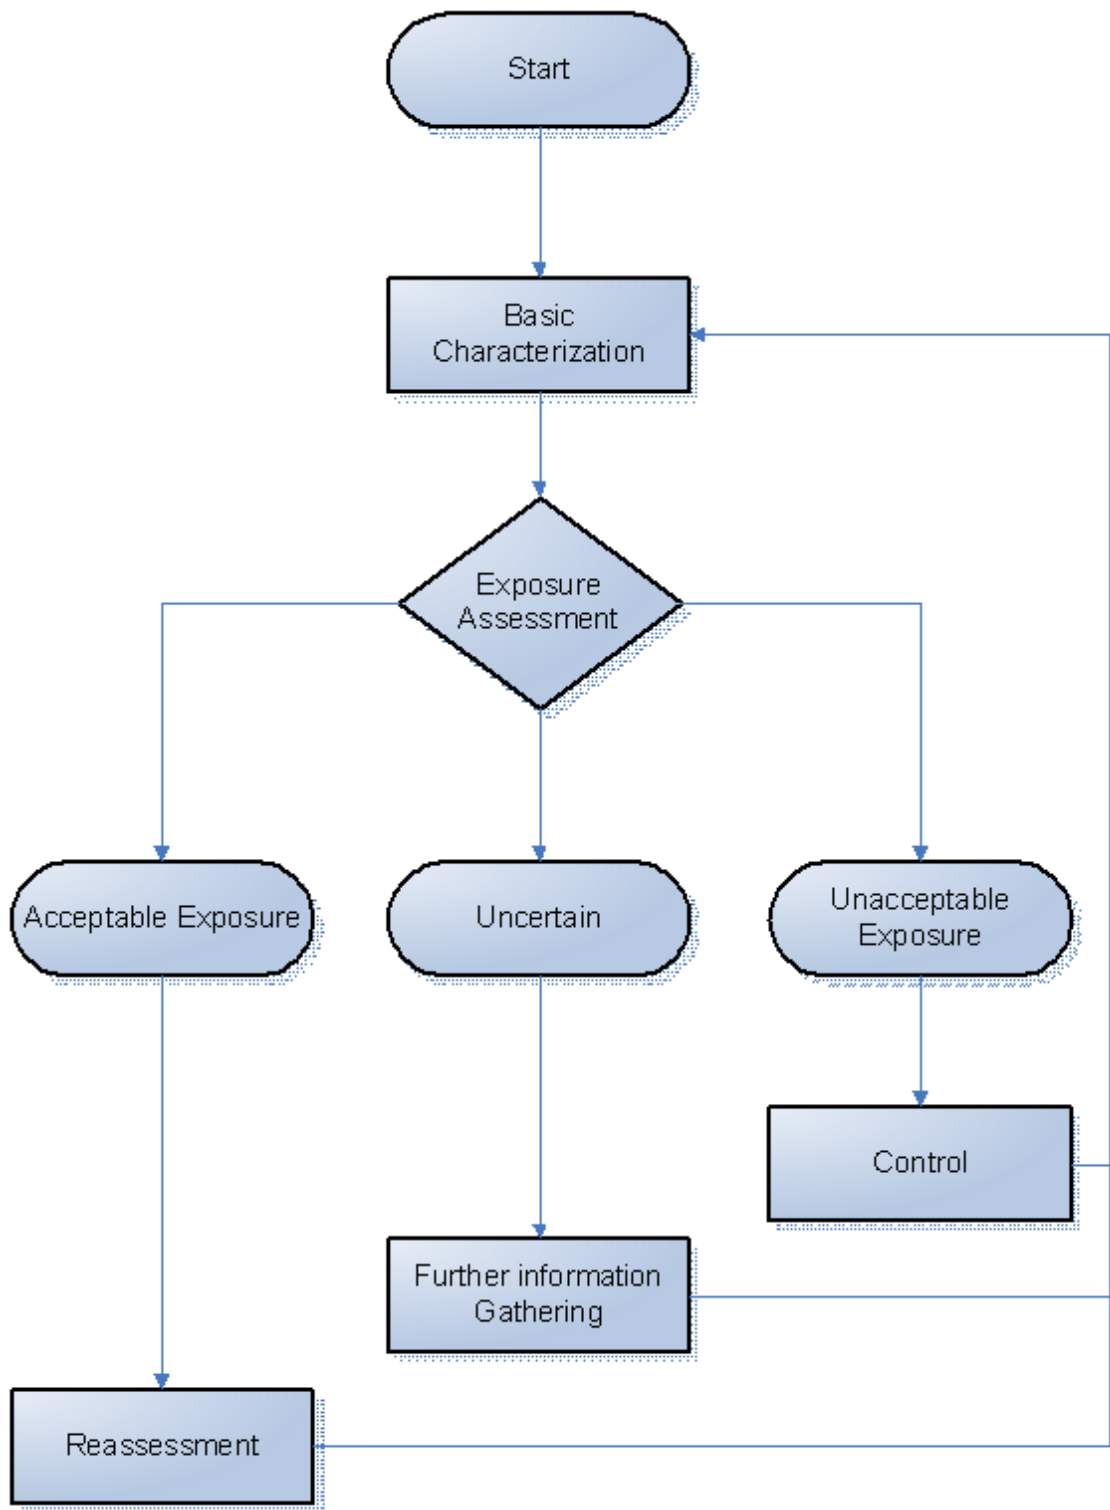 Start
Basic
Characterization
Exposure
Assessment
Acceptable Exposure
Uncertain
Unacceptable
Exposure
Control
Further information
Gathering
Reassessment